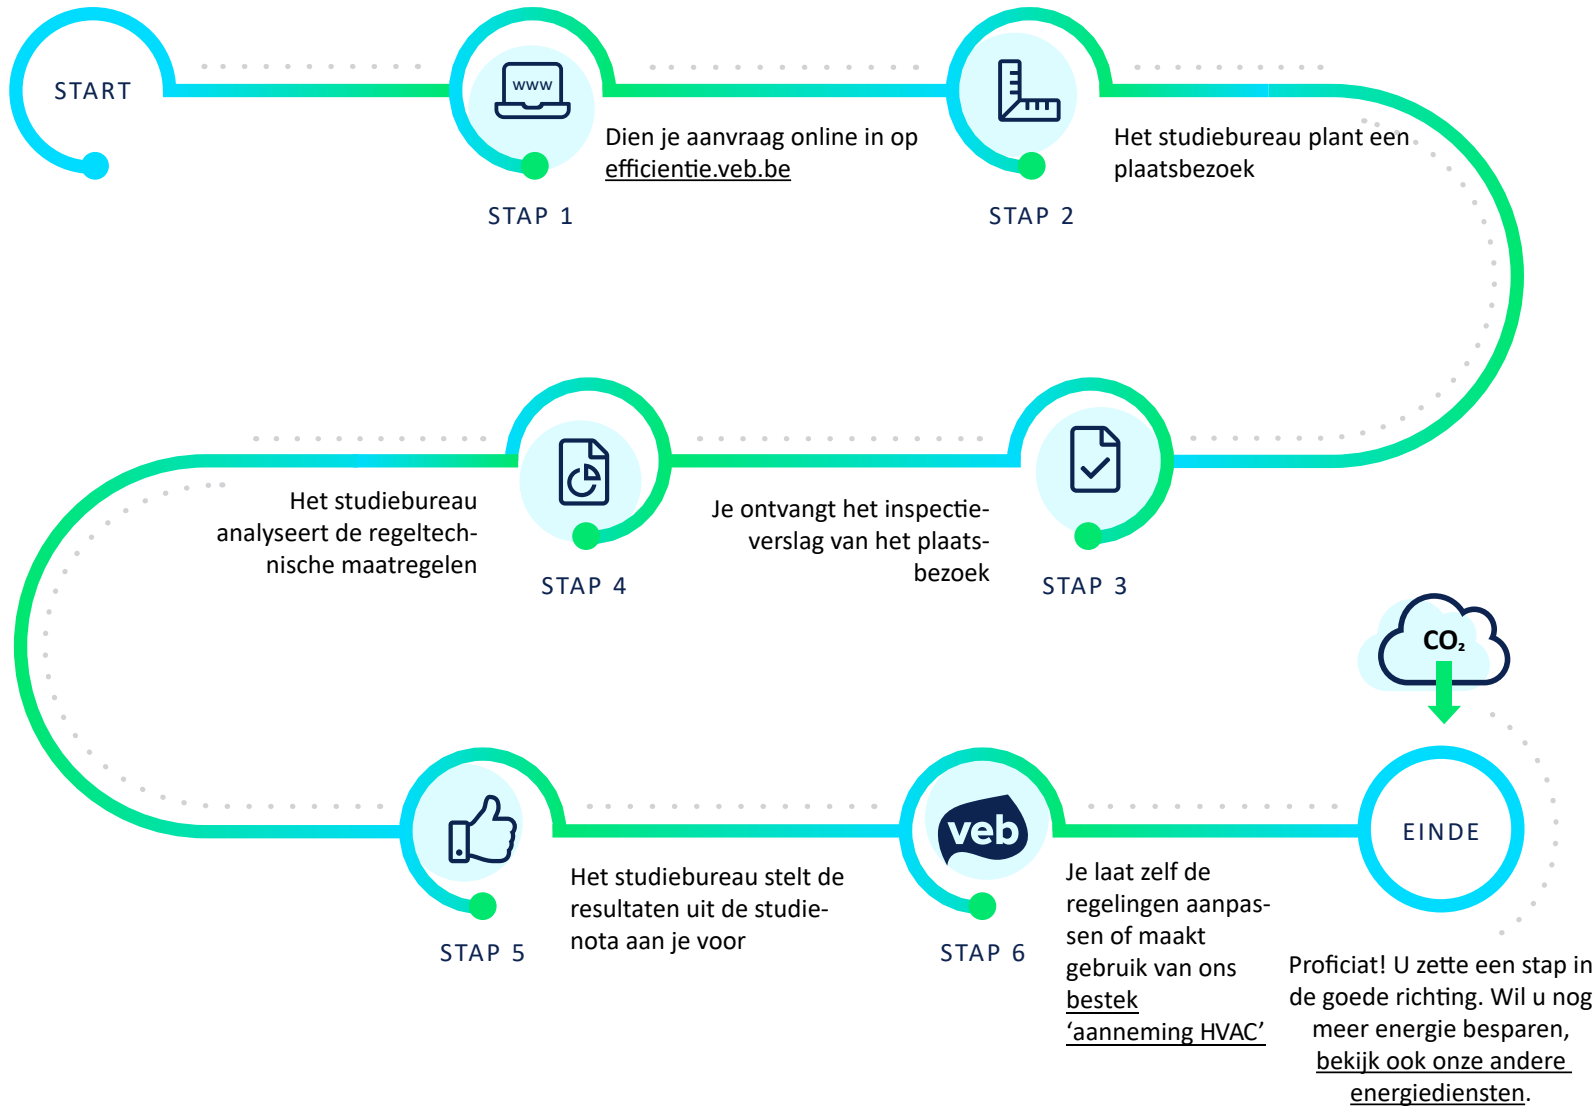 START
www
Dien je aanvraag online in op
efficientie.veb.be
STAP 1
Het studiebureau plant een
plaatsbezoek
STAP 2
Je ontvangt het inspectie-
verslag van het plaats-
bezoek
STAP 3
Het studiebureau
analyseert de regeltech-
nische maatregelen
STAP 4
Het studiebureau stelt de
resultaten uit de studie-
nota aan je voor
STAP 5
veb
Je laat zelf de
regelingen aanpas-
sen of maakt
gebruik van ons
bestek
‘aanneming HVAC’
STAP 6
CO₂
EINDE
Proficiat! U zette een stap in
de goede richting. Wil u nog
meer energie besparen,
bekijk ook onze andere
energiediensten.